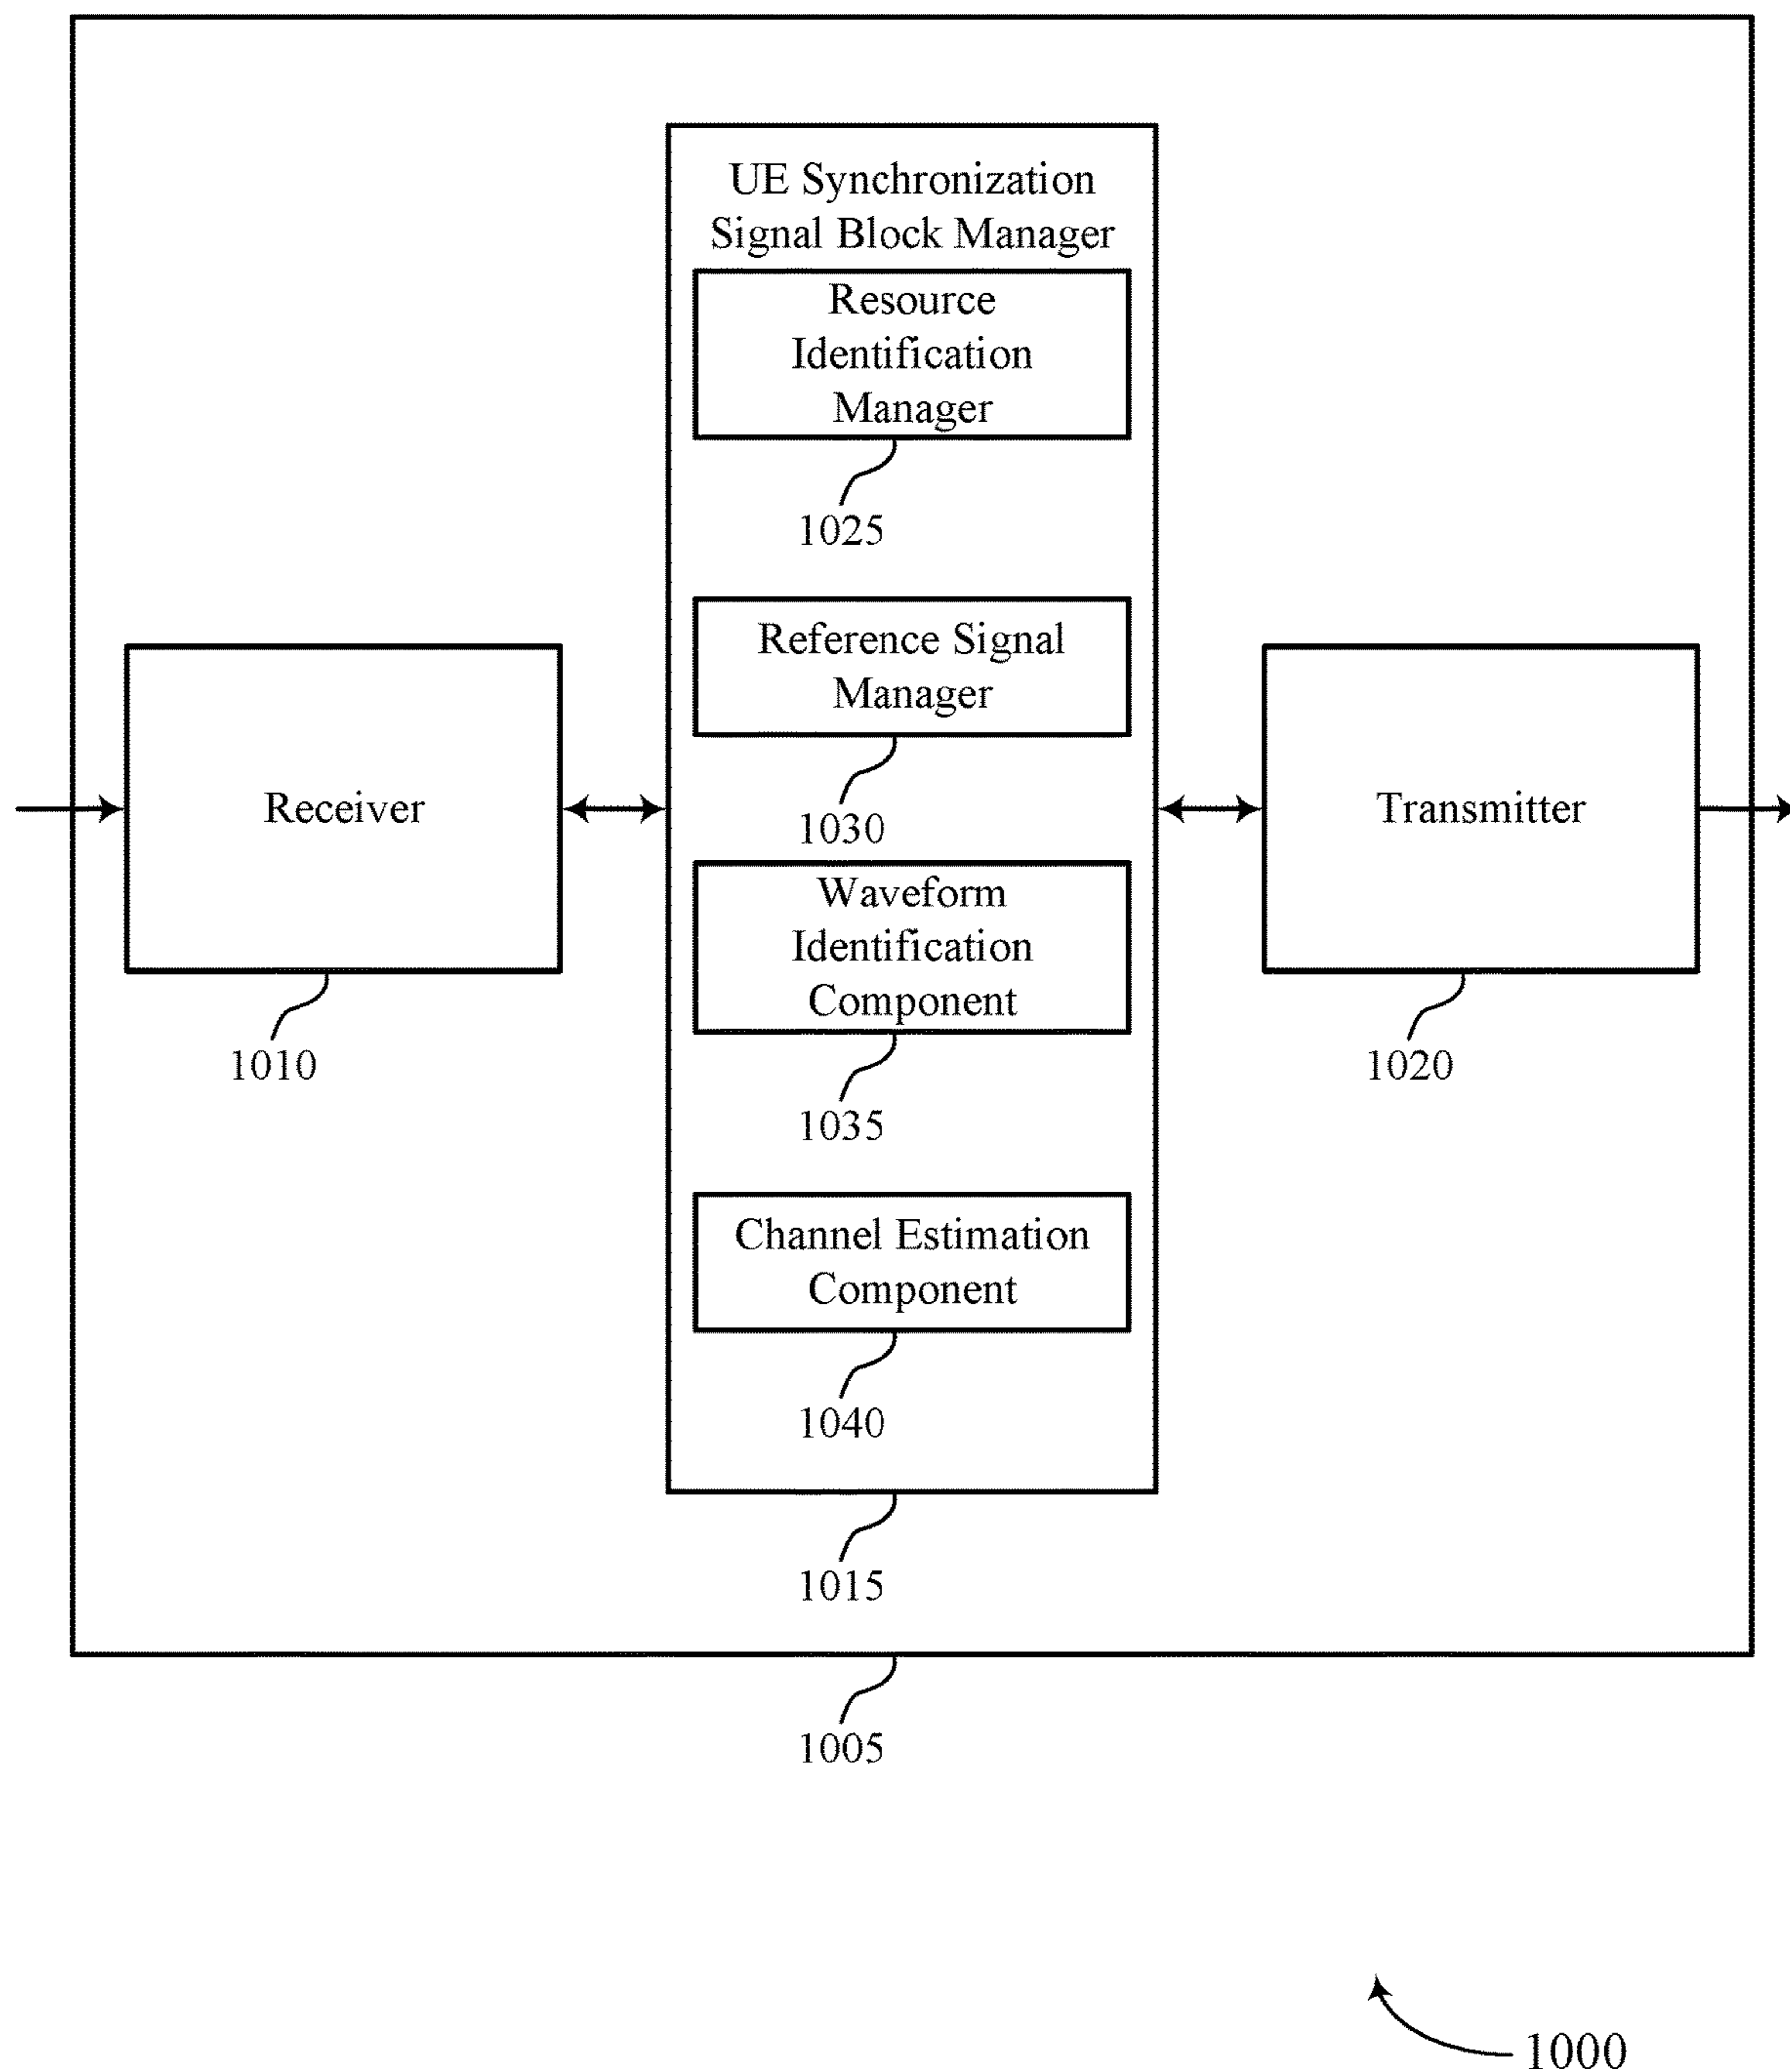 UE Synchronization
Signal Block Manager
Resource
Identification
Manager
1025
Reference Signal
Manager
1030
Waveform
Identification
Component
1035
Channel Estimation
Component
1040
1015
Receiver
1010
Transmitter
1020
1005
1000